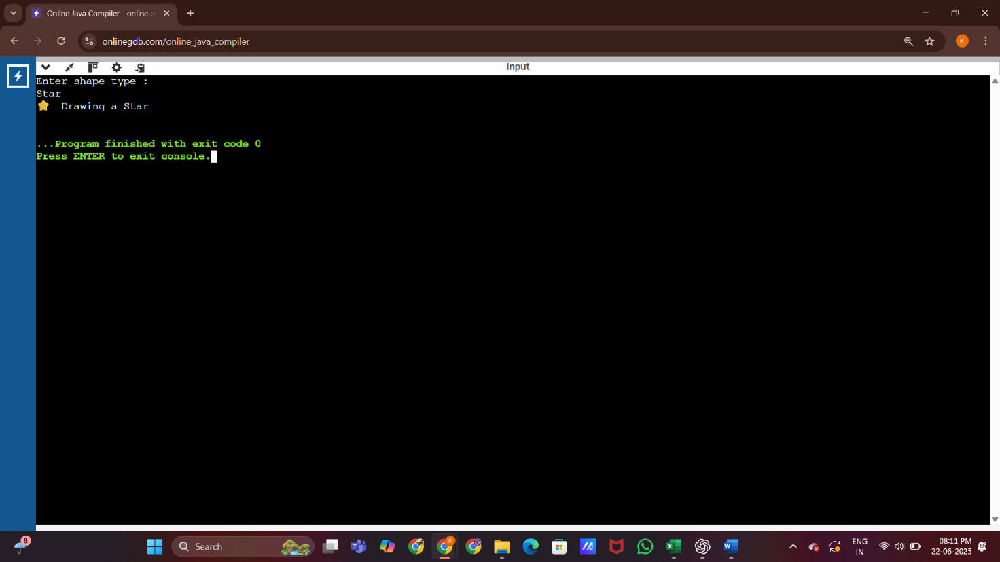 Online Java Compiler - online e
onlinegdb.com/online_java_compiler
K
input
Enter shape type :
Star
⭐ Drawing a Star
...Program finished with exit code 0
Press ENTER to exit console.
8
Search
K
ENG
IN
08:11 PM
22-06-2025